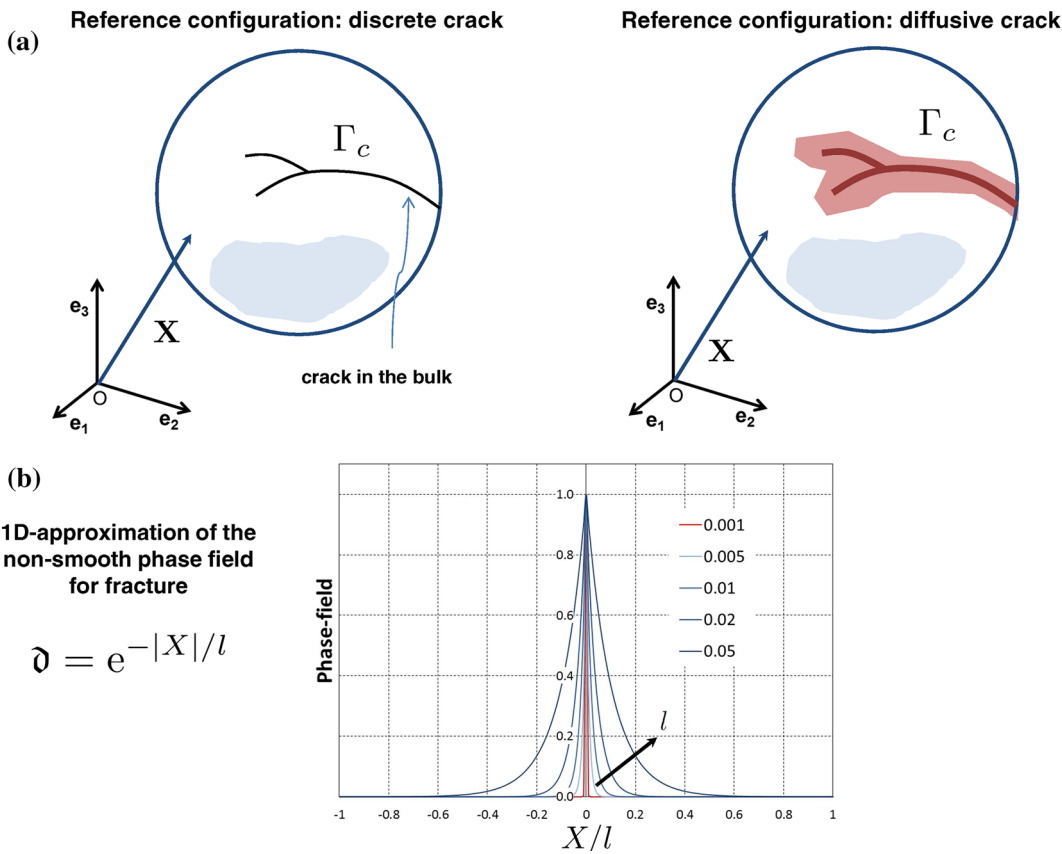 Reference configuration: discrete crack
Reference configuration: diffusive crack
(a)
Γc
Γc
e3
X
O
e1
e2
crack in the bulk
e3
X
O
e1
e2
(b)
1D-approximation of the
non-smooth phase field
for fracture
𝔡 = e^{-|X|/l}
Phase-field
1.0
0.8
0.6
0.4
0.2
0.0
0.001
0.005
0.01
0.02
0.05
l
-1 -0.8 -0.6 -0.4 -0.2 0 0.2 0.4 0.6 0.8 1
X/l